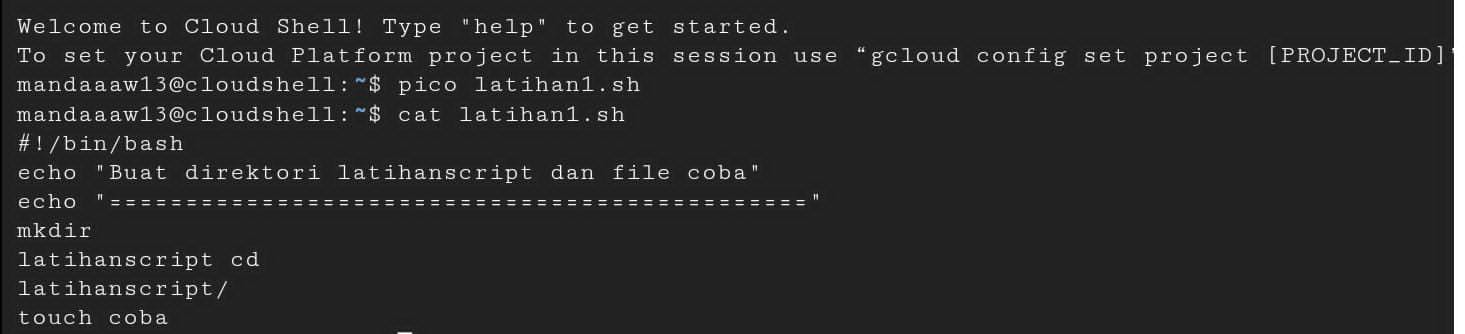 Welcome to Cloud Shell! Type "help" to get started.
To set your Cloud Platform project in this session use “gcloud config set project [PROJECT_ID]"
mandaaaw13@cloudshell:~$ pico latihan1.sh
mandaaaw13@cloudshell:~$ cat latihan1.sh
#!/bin/bash
echo "Buat direktori latihanscript dan file coba"
echo "=============================================="
mkdir
latihanscript cd
latihanscript/
touch coba